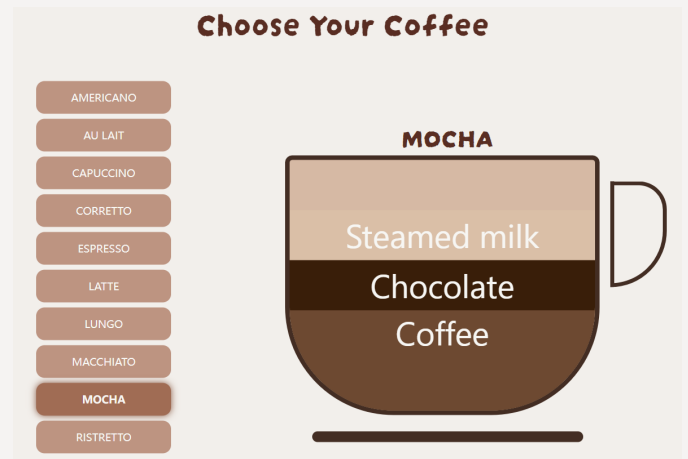 Choose Your Coffee
AMERICANO
AU LAIT
CAPUCCINO
CORRETTO
ESPRESSO
LATTE
LUNGO
MACCHIATO
MOCHA
RISTRETTO
MOCHA
Steamed milk
Chocolate
Coffee